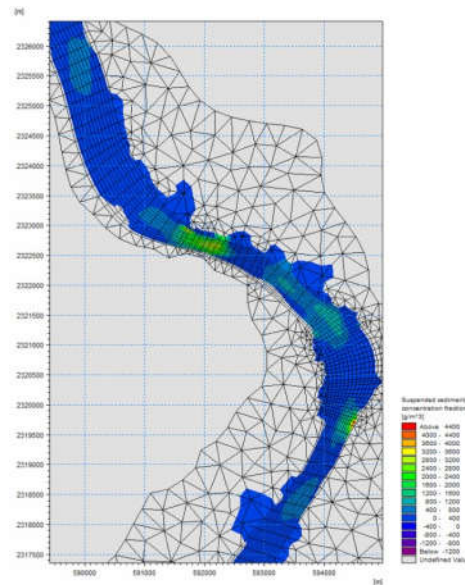 [m]
2326000
2325500
2325000
2324500
2324000
2323500
2323000
2322500
2322000
2321500
2321000
2320500
2320000
2319500
2319000
2318500
2318000
2317500
590000
591000
592000
593000
594000
[m]
Suspended sediment
concentration fraction
[g/m^3]
Above 4400
4000 - 4400
3600 - 4000
3200 - 3600
2800 - 3200
2400 - 2800
2000 - 2400
1600 - 2000
1200 - 1600
800 - 1200
400 - 800
0 - 400
-400 - 0
-800 - -400
-1200 - -800
Below -1200
Undefined Valu